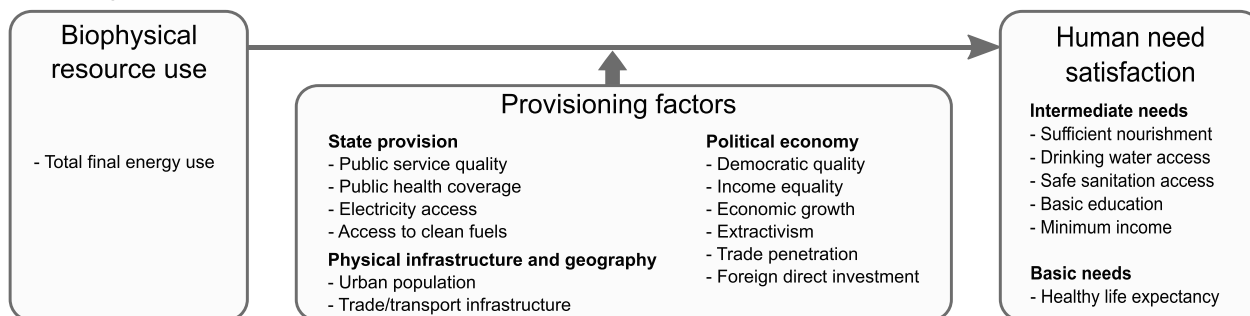 Biophysical
resource use
- Total final energy use
Provisioning factors
State provision
- Public service quality
- Public health coverage
- Electricity access
- Access to clean fuels
Physical infrastructure and geography
- Urban population
- Trade/transport infrastructure
Political economy
- Democratic quality
- Income equality
- Economic growth
- Extractivism
- Trade penetration
- Foreign direct investment
Human need
satisfaction
Intermediate needs
- Sufficient nourishment
- Drinking water access
- Safe sanitation access
- Basic education
- Minimum income
Basic needs
- Healthy life expectancy